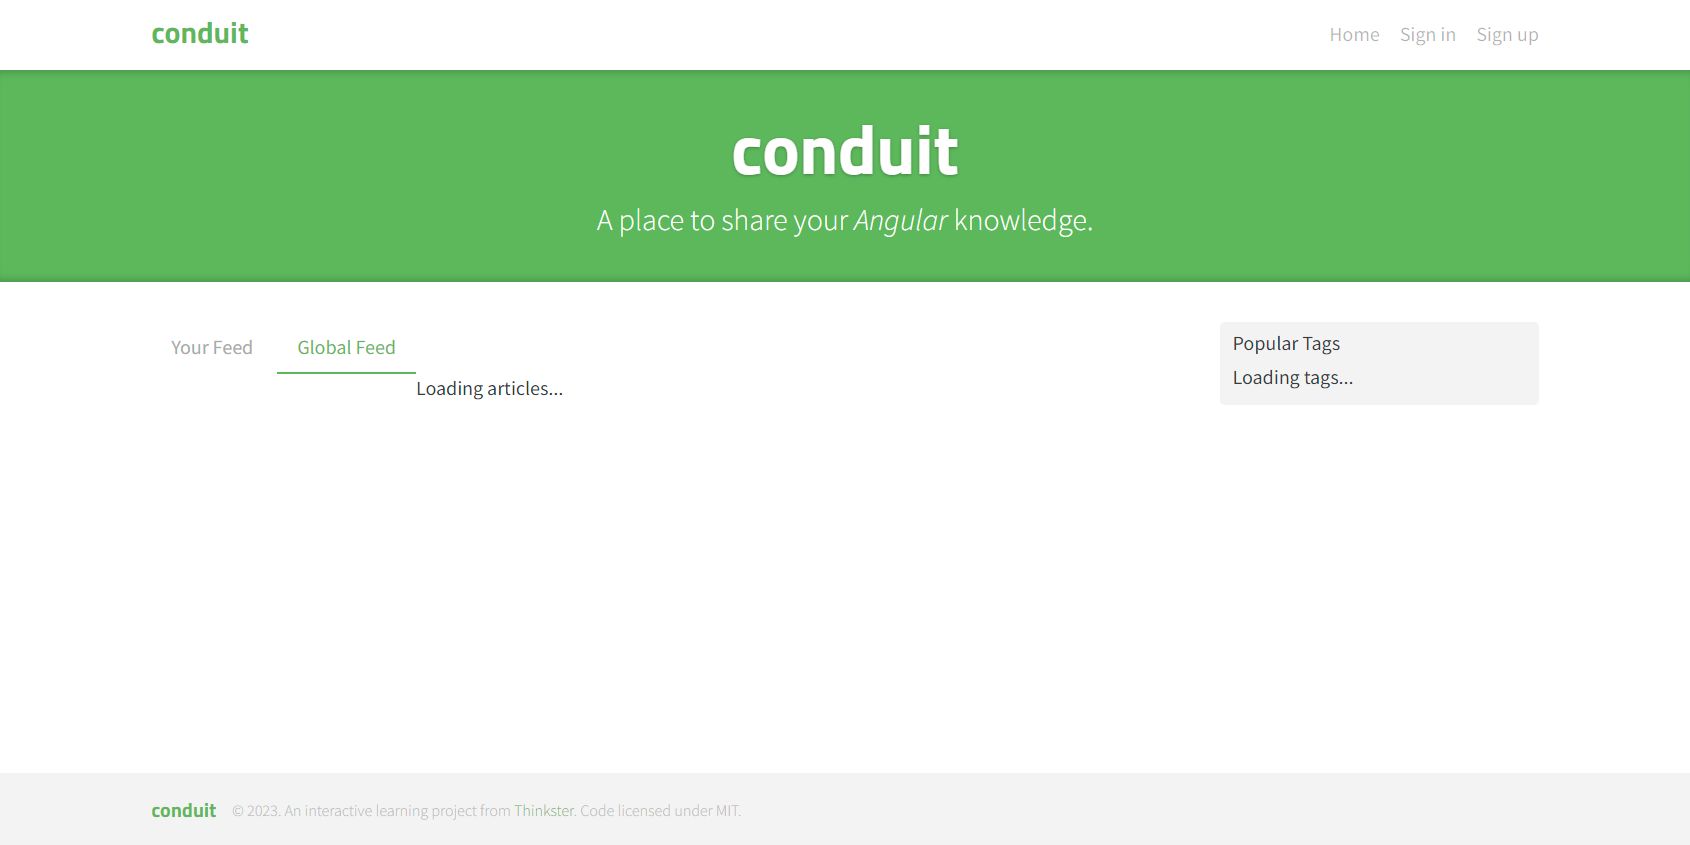 conduit
Home Sign in Sign up
conduit
A place to share your Angular knowledge.
Your Feed Global Feed
Loading articles...
Popular Tags
Loading tags...
conduit © 2023. An interactive learning project from Thinkster. Code licensed under MIT.